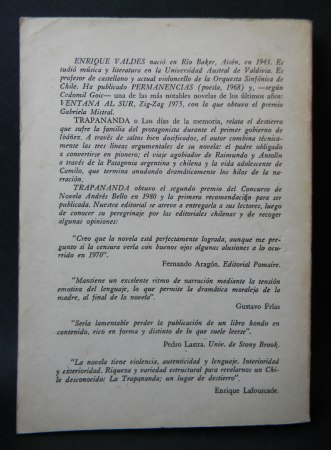 ENRIQUE VALDES nació en Río Baker, Aisén, en 1943. Es
tudió música y literatura en la Universidad Austral de Valdivia. Es
profesor de castellano y actual violoncello de la Orquesta Sinfónica de
Chile. Ha publicado PERMANENCIAS (poesía, 1968) y, —según
Cedomil Goic— una de las más notables novelas de los últimos años:
VENTANA AL SUR, Zig-Zag 1975, con la que obtuvo el premio
Gabriela Mistral.
TRAPANANDA o Los días de la memoria, relata el destierro
que sufre la familia del protagonista durante el primer gobierno de
Ibáñez. A través de saltos bien dosificados, el autor combina técnica-
mente las tres líneas argumentales de su novela: el padre obligado
a convertirse en pionero; el viaje agobiador de Raimundo y Antolín
a través de la Patagonia argentina y chilena y la vida adolescente de
Camilo, que termina anudando dramáticamente los hilos de la na-
rración.
TRAPANANDA obtuvo el segundo premio del Concurso de
Novela Andrés Bello en 1980 y la primera recomendación para ser
publicada. Nuestra editorial se atreve a entregarla a sus lectores, luego
de conocer su peregrinaje por las editoriales chilenas y de recoger
algunas opiniones:
"Creo que la novela está perfectamente lograda, aunque me pre-
gunto si la censura vería con buenos ojos algunas alusiones a lo ocu-
rrido en 1970".
Fernando Aragón. Editorial Pomaire.
"Mantiene un excelente ritmo de narración mediante la tensión
emotiva del lenguaje, lo que permite la dramática moraleja de la
madre, al final de la novela".
Gustavo Frías
"Sería lamentable perder la publicación de un libro hondo en
contenido, rico en forma y distinto de lo que suele leerse".
Pedro Lastra. Univ. de Stony Brook.
"La novela tiene violencia, autenticidad y lenguaje. Interioridad
y exterioridad. Riqueza y variedad estructural para revelarnos un Chi-
le desconocido: La Trapananda; un lugar de destierro".
Enrique Lafourcade.